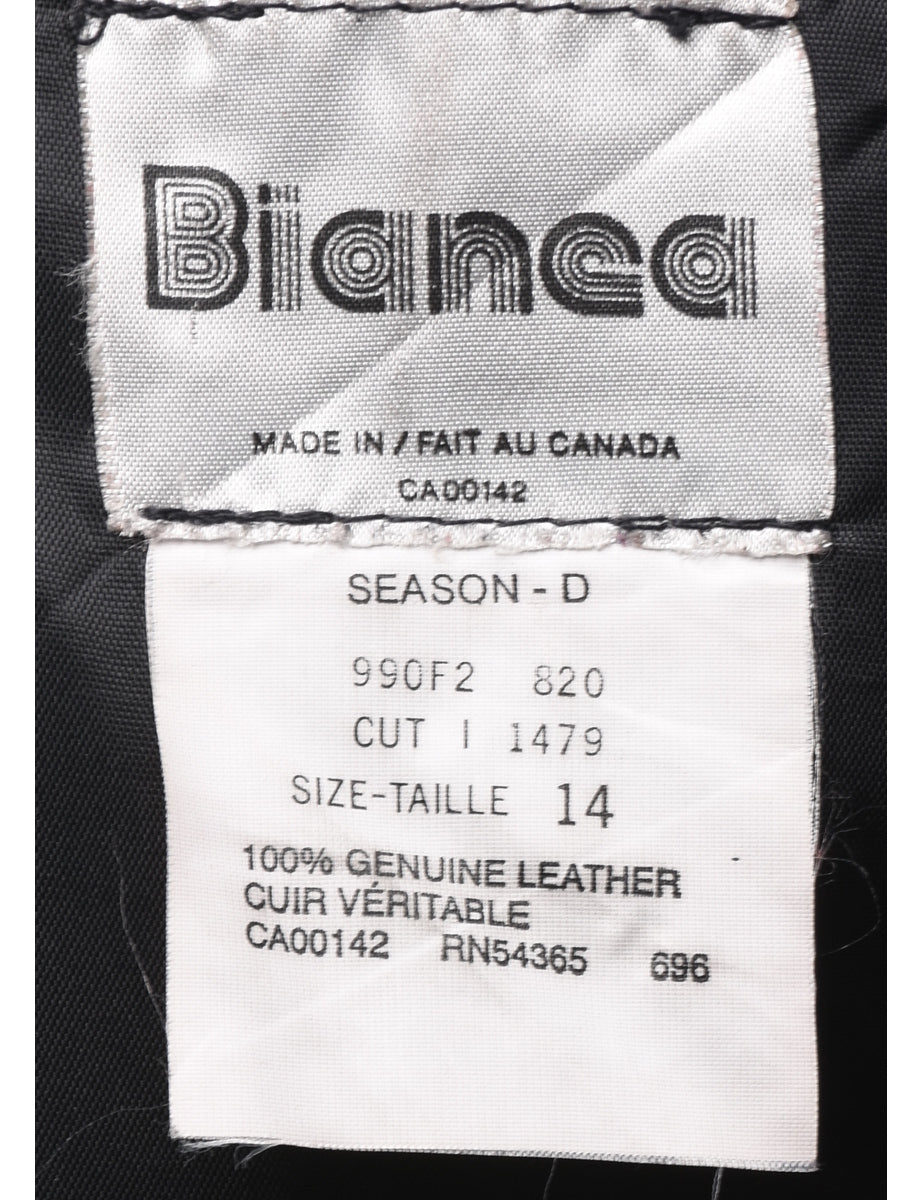 Bianca
MADE IN / FAIT AU CANADA
CA00142
SEASON - D
990F2 820
CUT I 1479
SIZE-TAILLE 14
100% GENUINE LEATHER
CUIR VÉRITABLE
CA00142 RN54365 696